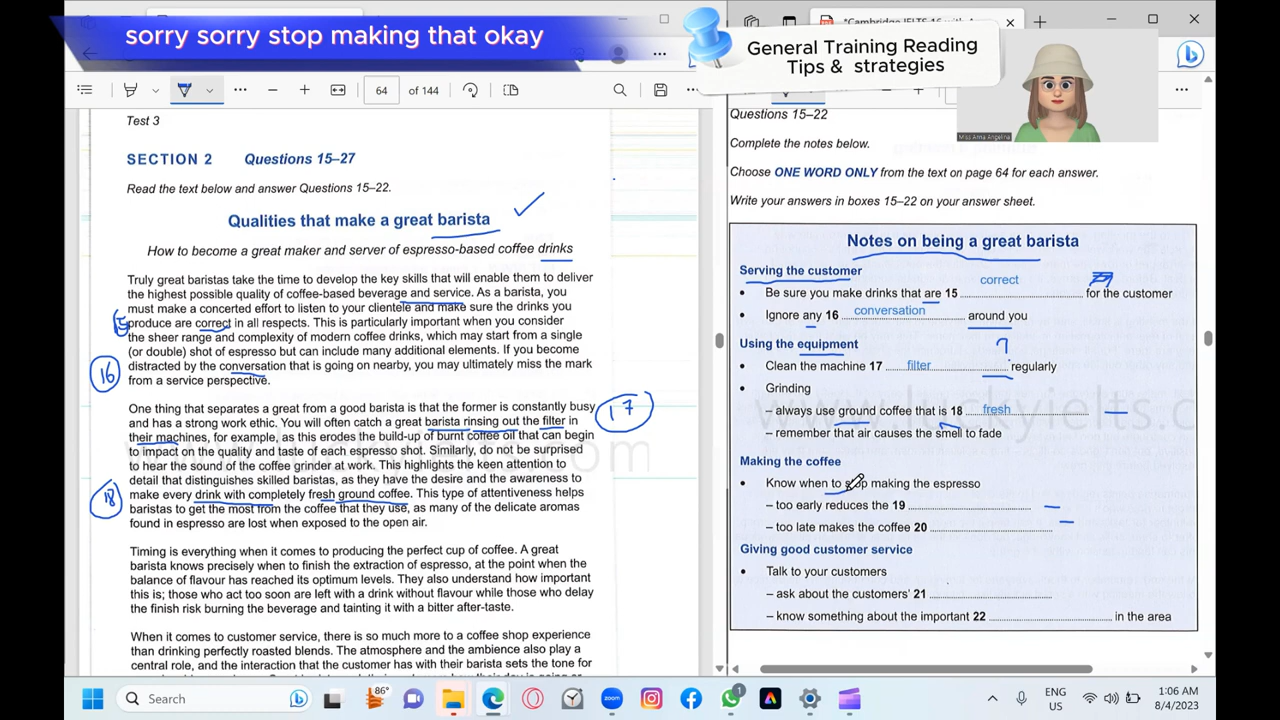 sorry sorry stop making that okay
General Training Reading
Tips & strategies
"Cambridge IELTS 16 with A
64 of 144
Miss Anna Angelina
Test 3
SECTION 2 Questions 15–27
Read the text below and answer Questions 15–22.
Qualities that make a great barista
How to become a great maker and server of espresso-based coffee drinks
Truly great baristas take the time to develop the key skills that will enable them to deliver
the highest possible quality of coffee-based beverage and service. As a barista, you
must make a concerted effort to listen to your clientele and make sure the drinks you
15
produce are correct in all respects. This is particularly important when you consider
the sheer range and complexity of modern coffee drinks, which may start from a single
(or double) shot of espresso but can include many additional elements. If you become
16
distracted by the conversation that is going on nearby, you may ultimately miss the mark
from a service perspective.
One thing that separates a great from a good barista is that the former is constantly busy
17
and has a strong work ethic. You will often catch a great barista rinsing out the filter in
their machines, for example, as this erodes the build-up of burnt coffee oil that can begin
to impact on the quality and taste of each espresso shot. Similarly, do not be surprised
to hear the sound of the coffee grinder at work. This highlights the keen attention to
detail that distinguishes skilled baristas, as they have the desire and the awareness to
18
make every drink with completely fresh ground coffee. This type of attentiveness helps
baristas to get the most from the coffee that they use, as many of the delicate aromas
found in espresso are lost when exposed to the open air.
Timing is everything when it comes to producing the perfect cup of coffee. A great
barista knows precisely when to finish the extraction of espresso, at the point when the
balance of flavour has reached its optimum levels. They also understand how important
this is; those who act too soon are left with a drink without flavour while those who delay
the finish risk burning the beverage and tainting it with a bitter after-taste.
When it comes to customer service, there is so much more to a coffee shop experience
than drinking perfectly roasted blends. The atmosphere and the ambience also play a
central role, and the interaction that the customer has with their barista sets the tone for
Questions 15–22
Complete the notes below.
Choose ONE WORD ONLY from the text on page 64 for each answer.
Write your answers in boxes 15–22 on your answer sheet.
Notes on being a great barista
Serving the customer
• Be sure you make drinks that are 15 correct for the customer
• Ignore any 16 conversation around you
Using the equipment
?
• Clean the machine 17 filter regularly
• Grinding
– always use ground coffee that is 18 fresh
– remember that air causes the smell to fade
Making the coffee
• Know when to stop making the espresso
– too early reduces the 19
– too late makes the coffee 20
Giving good customer service
• Talk to your customers
– ask about the customers' 21
– know something about the important 22 in the area
www.luckyielts.com
Search
zoom
1
86°
ENG
US
1:06 AM
8/4/2023